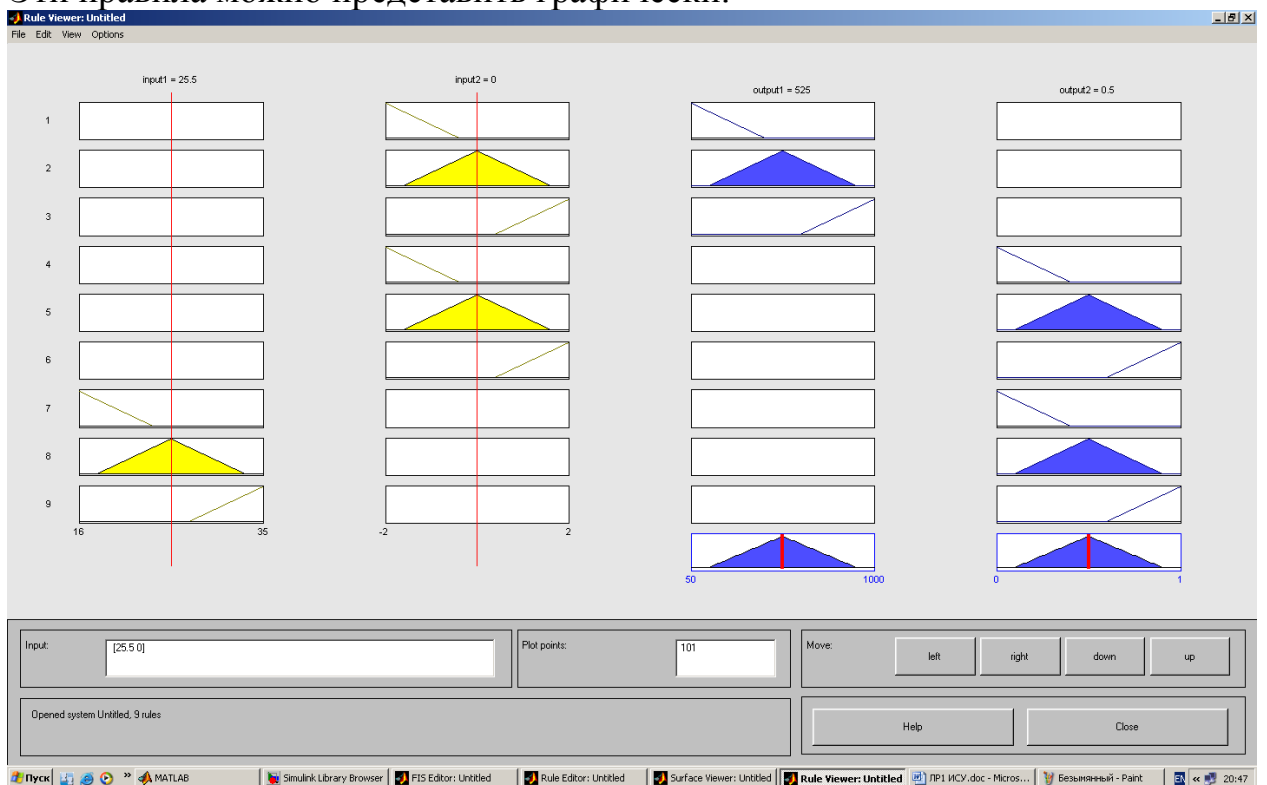 Эти правила можно представить графически:
Rule Viewer: Untitled
File Edit View Options
input1 = 25.5
input2 = 0
output1 = 525
output2 = 0.5
1
2
3
4
5
6
7
8
9
16 35
-2 2
50 1000
0 1
Input: [25.5 0]
Plot points: 101
Move: left right down up
Opened system Untitled, 9 rules
Help Close
Пуск » MATLAB Simulink Library Browser FIS Editor: Untitled Rule Editor: Untitled Surface Viewer: Untitled Rule Viewer: Untitled ПР1 ИСУ.doc - Micros... Безымянный - Paint EN « 20:47